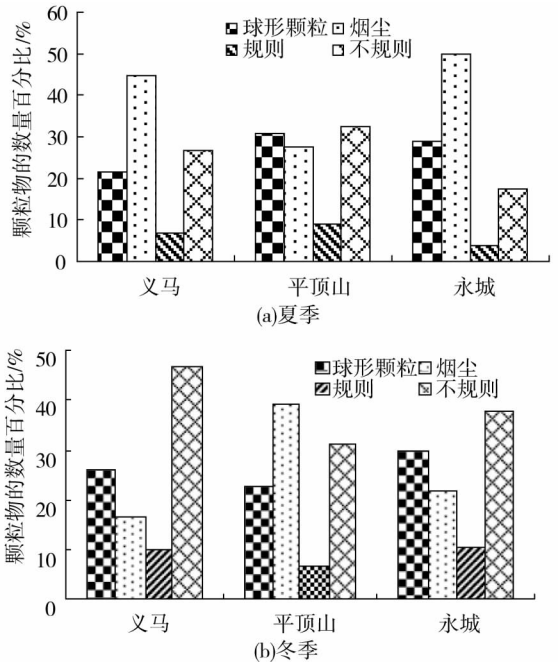 颗粒物的数量百分比/%
60
50
40
30
20
10
0
球形颗粒 烟尘
规则 不规则
义马 平顶山 永城
(a)夏季
颗粒物的数量百分比/%
50
40
30
20
10
0
球形颗粒 烟尘
规则 不规则
义马 平顶山 永城
(b)冬季